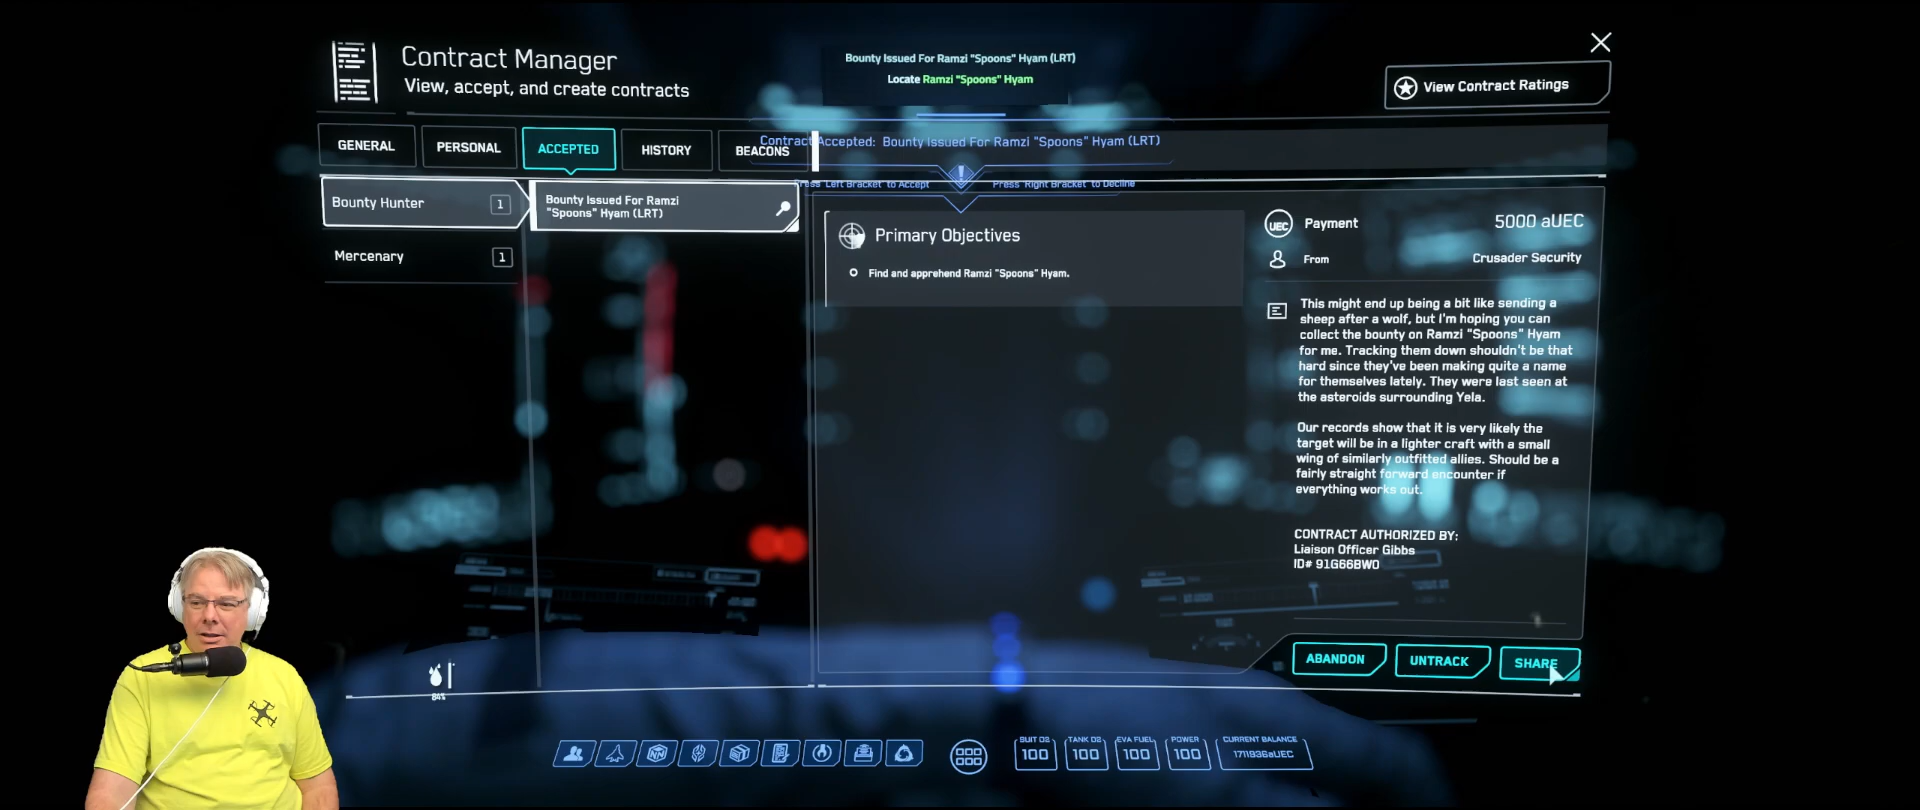 Contract Manager
View, accept, and create contracts
Bounty Issued For Ramzi "Spoons" Hyam (LRT)
Locate Ramzi "Spoons" Hyam
View Contract Ratings
GENERAL
PERSONAL
ACCEPTED
HISTORY
BEACONS
Contract Accepted: Bounty Issued For Ramzi "Spoons" Hyam (LRT)
Press 'Left Bracket' to Accept
Press 'Right Bracket' to Decline
Bounty Hunter 1
Mercenary 1
Bounty Issued For Ramzi
"Spoons" Hyam (LRT)
Primary Objectives
Find and apprehend Ramzi "Spoons" Hyam.
UEC Payment 5000 aUEC
From Crusader Security
This might end up being a bit like sending a
sheep after a wolf, but I'm hoping you can
collect the bounty on Ramzi "Spoons" Hyam
for me. Tracking them down shouldn't be that
hard since they've been making quite a name
for themselves lately. They were last seen at
the asteroids surrounding Yela.
Our records show that it is very likely the
target will be in a lighter craft with a small
wing of similarly outfitted allies. Should be a
fairly straight forward encounter if
everything works out.
CONTRACT AUTHORIZED BY:
Liaison Officer Gibbs
ID# 91G66BWO
ABANDON
UNTRACK
SHARE
84%
SUIT O2
100
TANK O2
100
EVA FUEL
100
POWER
100
CURRENT BALANCE
1711936aUEC